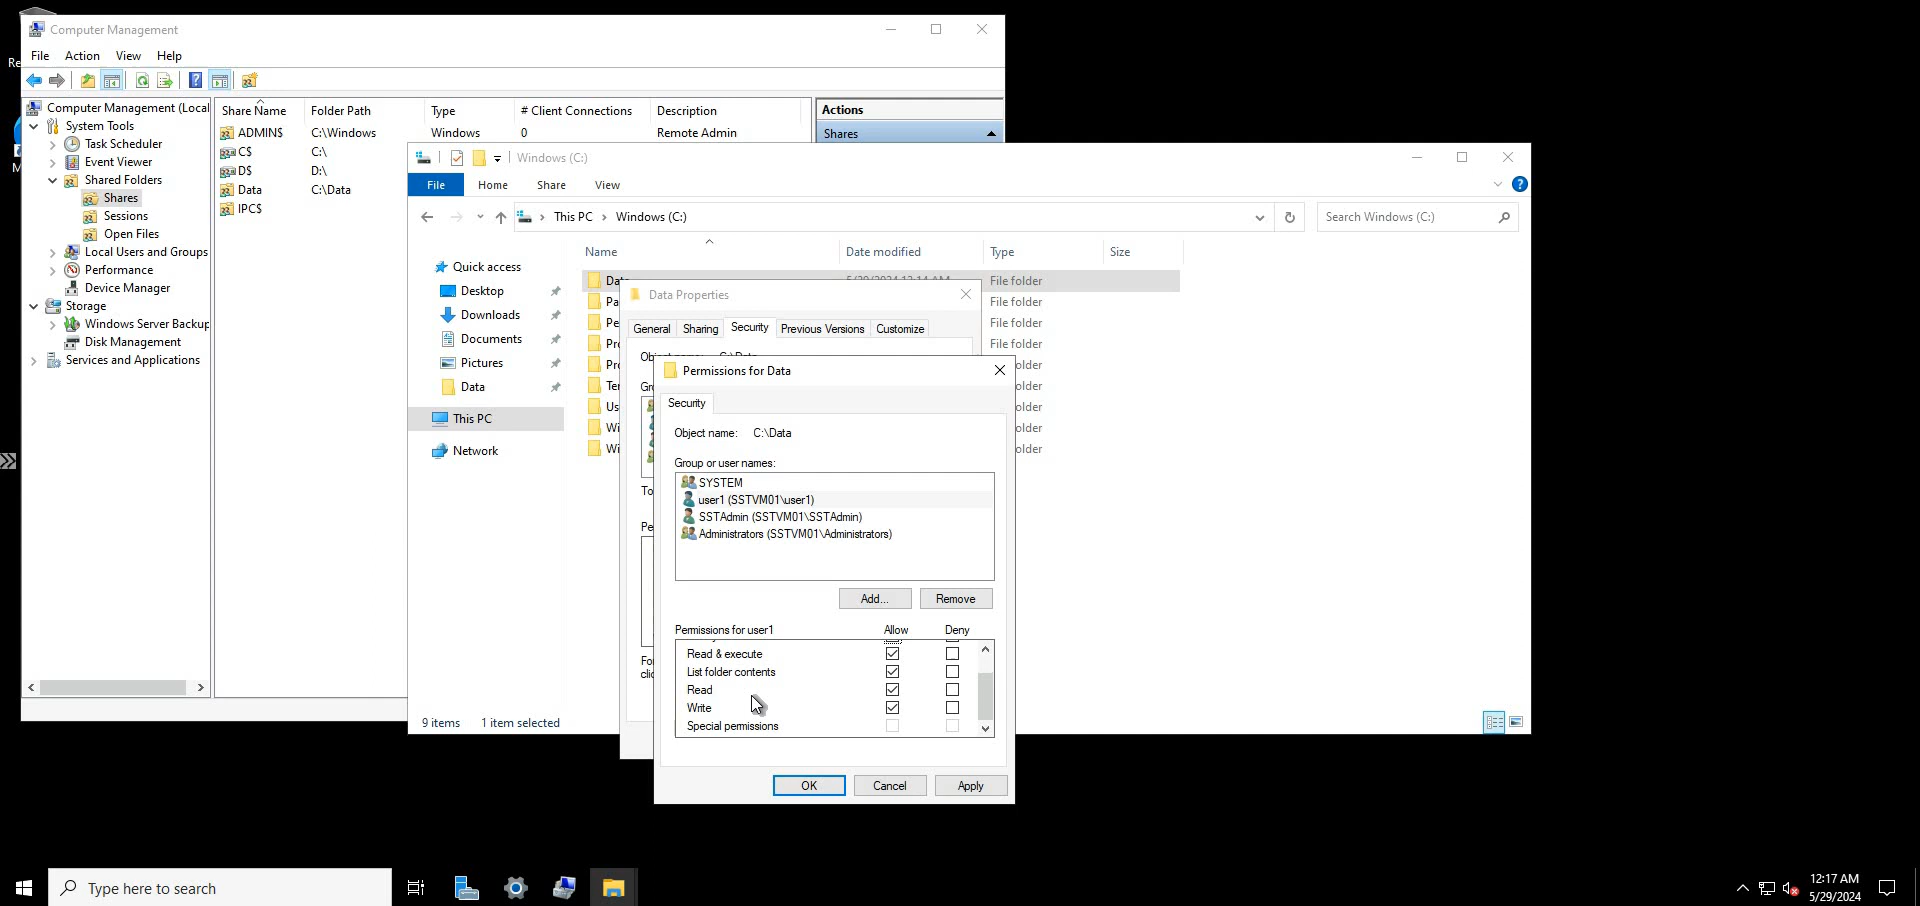 Computer Management
File Action View Help
Computer Management (Local
System Tools
Task Scheduler
Event Viewer
Shared Folders
Shares
Sessions
Open Files
Local Users and Groups
Performance
Device Manager
Storage
Windows Server Backup
Disk Management
Services and Applications
Share Name Folder Path Type # Client Connections Description
ADMIN$ C:\Windows Windows 0 Remote Admin
C$ C:\
D$ D:\
Data C:\Data
IPC$
Actions
Shares
Windows (C:)
File Home Share View
This PC Windows (C:)
Search Windows (C:)
Quick access
Desktop
Downloads
Documents
Pictures
Data
This PC
Network
Name Date modified Type Size
File folder
File folder
File folder
File folder
9 items 1 item selected
Data Properties
General Sharing Security Previous Versions Customize
Permissions for Data
Security
Object name: C:\Data
Group or user names:
SYSTEM
user1 (SSTVM01\user1)
SSTAdmin (SSTVM01\SSTAdmin)
Administrators (SSTVM01\Administrators)
Add... Remove
Permissions for user1 Allow Deny
Read & execute
List folder contents
Read
Write
Special permissions
OK Cancel Apply
Type here to search
12:17 AM
5/29/2024